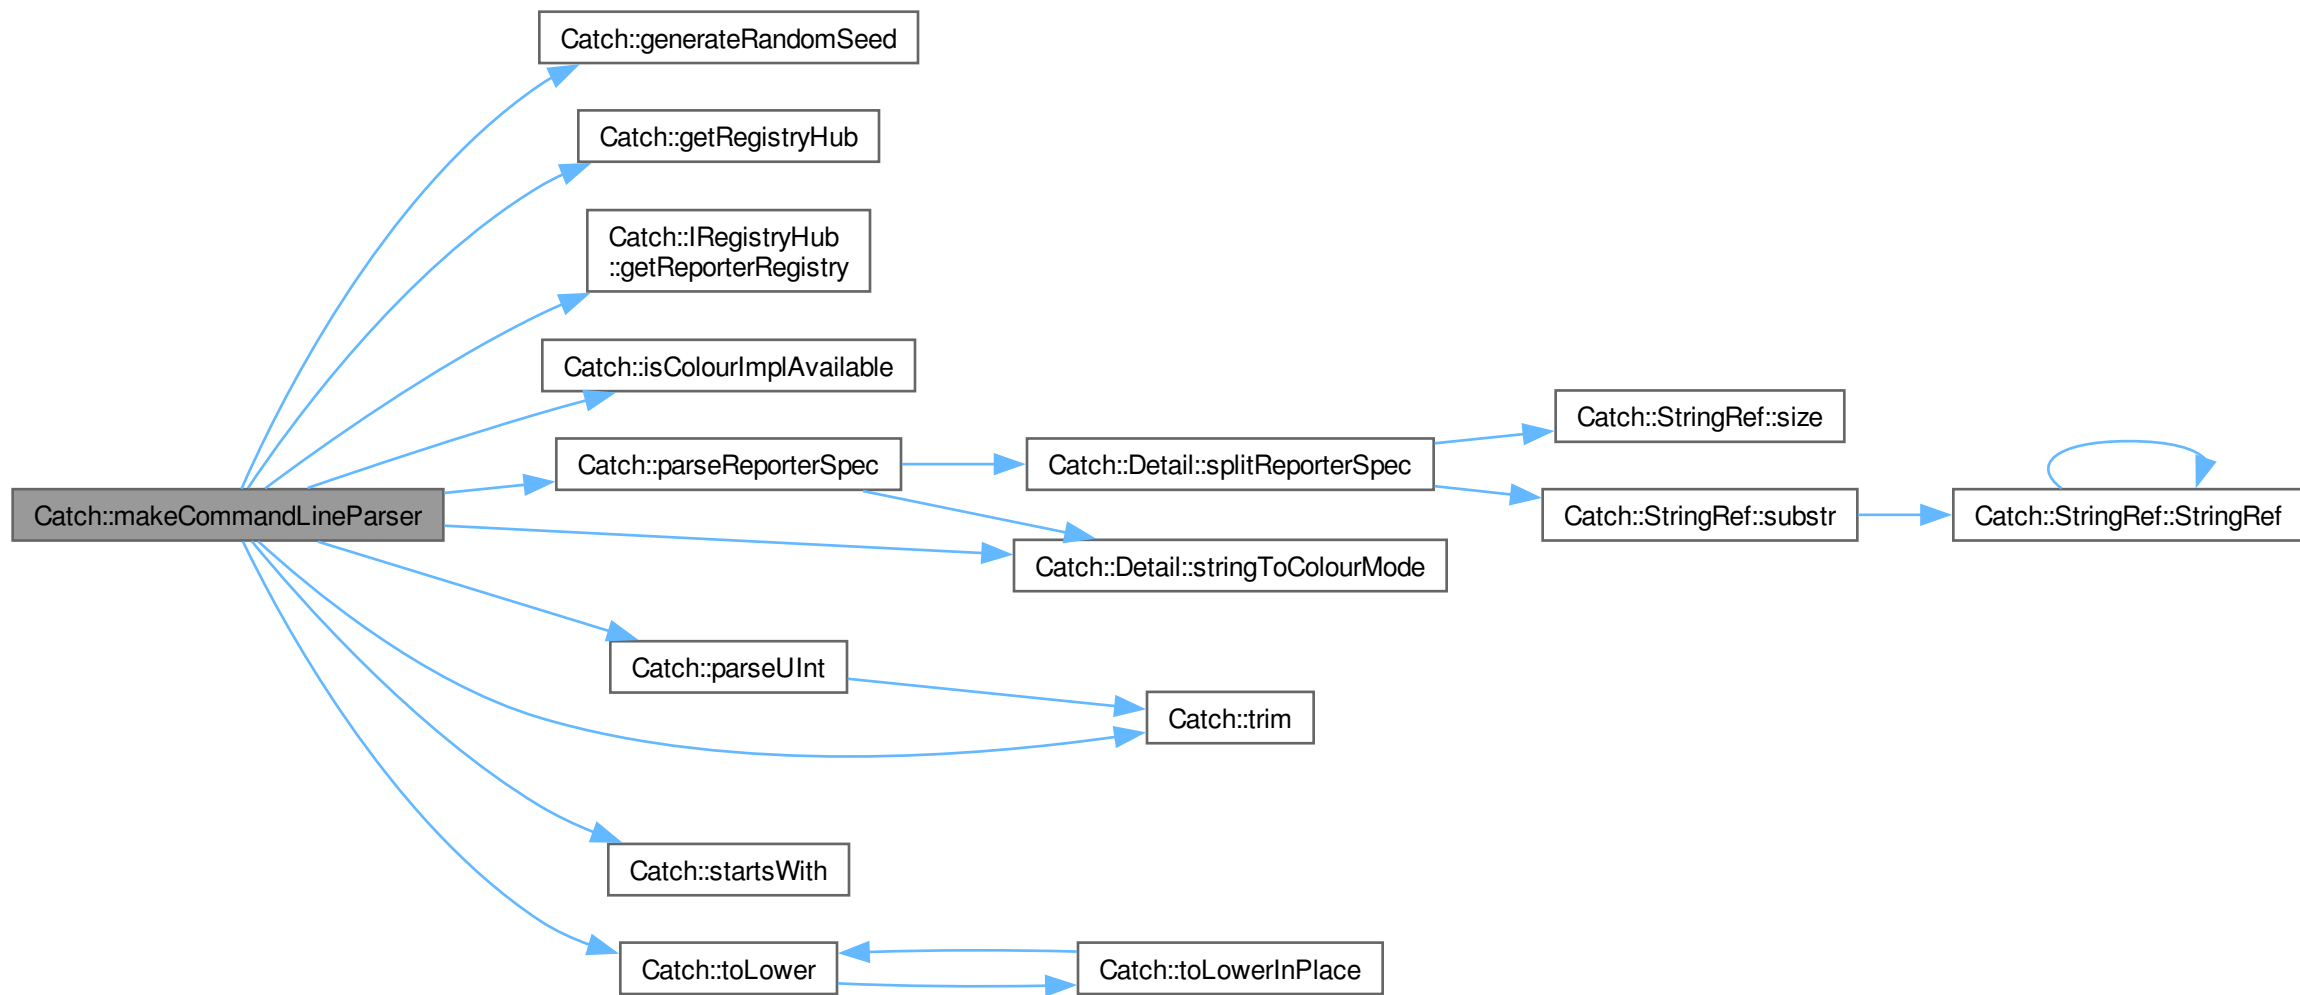 Catch::generateRandomSeed
Catch::getRegistryHub
Catch::IRegistryHub
::getReporterRegistry
Catch::isColourImplAvailable
Catch::StringRef::size
Catch::parseReporterSpec
Catch::Detail::splitReporterSpec
Catch::makeCommandLineParser
Catch::StringRef::substr
Catch::StringRef::StringRef
Catch::Detail::stringToColourMode
Catch::parseUInt
Catch::trim
Catch::startsWith
Catch::toLower
Catch::toLowerInPlace